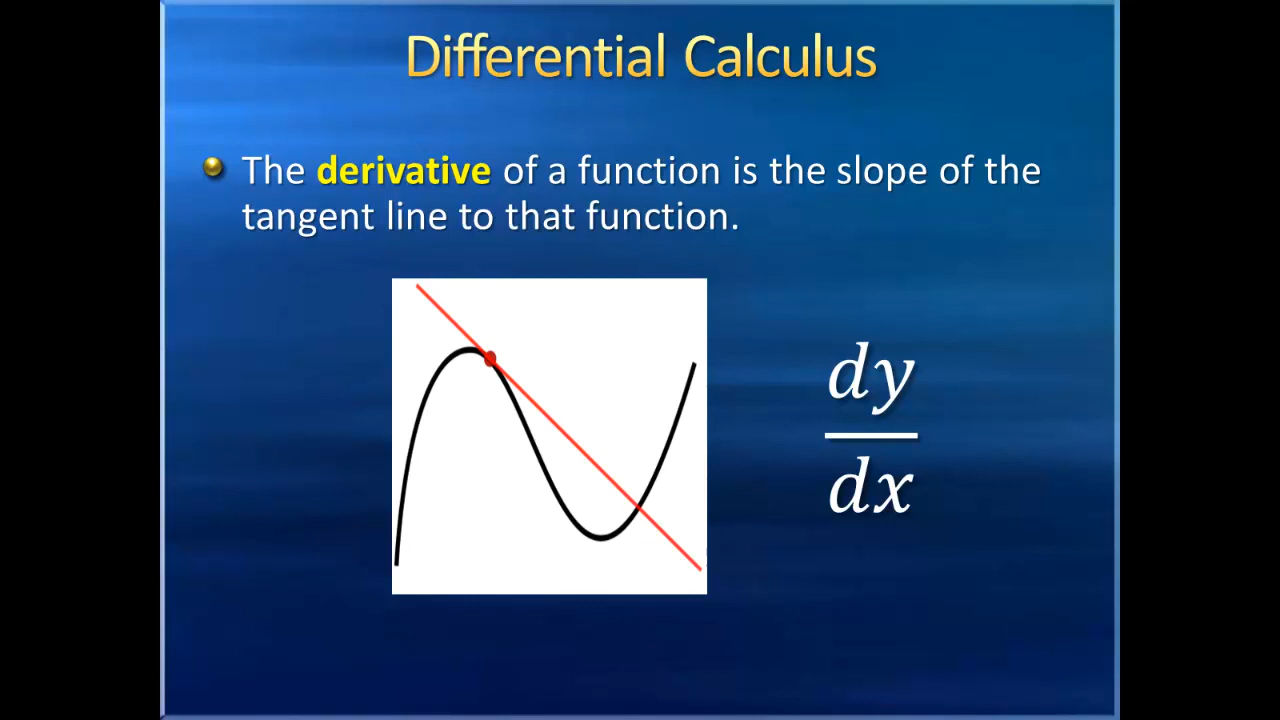 Differential Calculus
The derivative of a function is the slope of the
tangent line to that function.
dy
dx